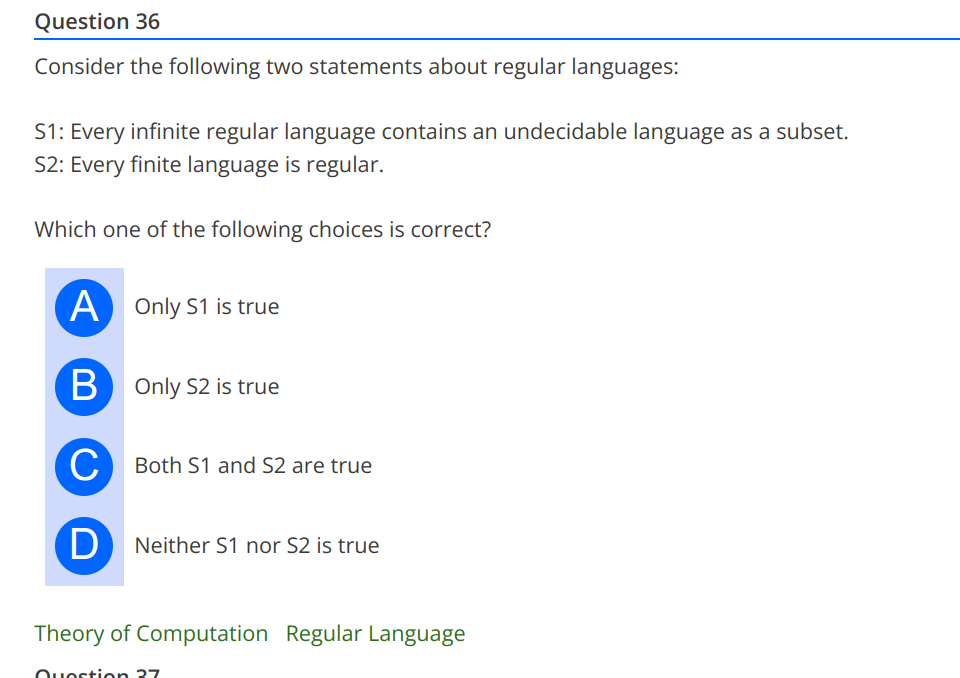 Question 36
Consider the following two statements about regular languages:
S1: Every infinite regular language contains an undecidable language as a subset.
S2: Every finite language is regular.
Which one of the following choices is correct?
A Only S1 is true
B Only S2 is true
C Both S1 and S2 are true
D Neither S1 nor S2 is true
Theory of Computation Regular Language
Question 37